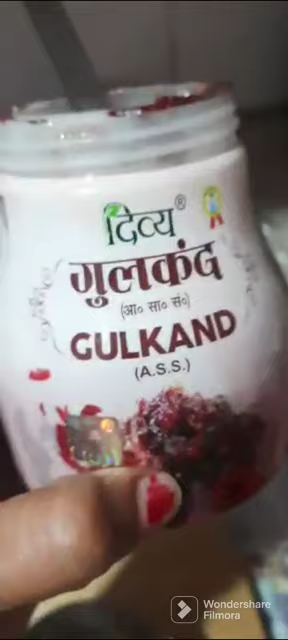 दिव्य®
गुलकंद
(आ० सा० सं०)
GULKAND
(A.S.S.)
Wondershare
Filmora